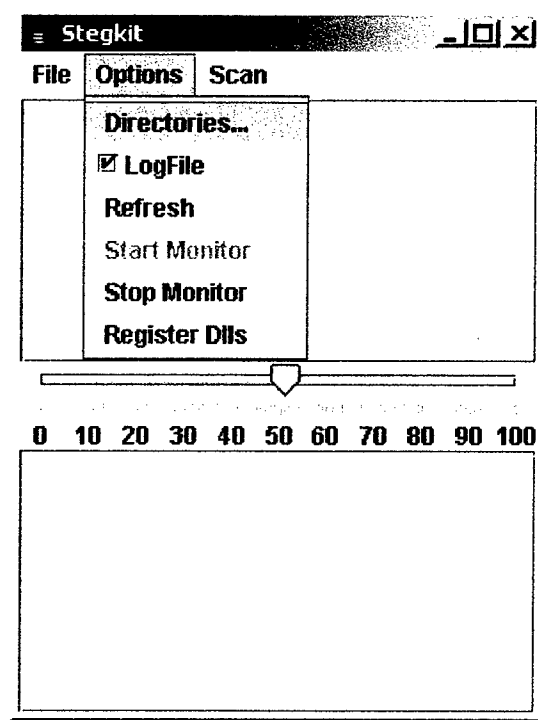 Stegkit
File Options Scan
Directories...
LogFile
Refresh
Start Monitor
Stop Monitor
Register Dlls
0 10 20 30 40 50 60 70 80 90 100